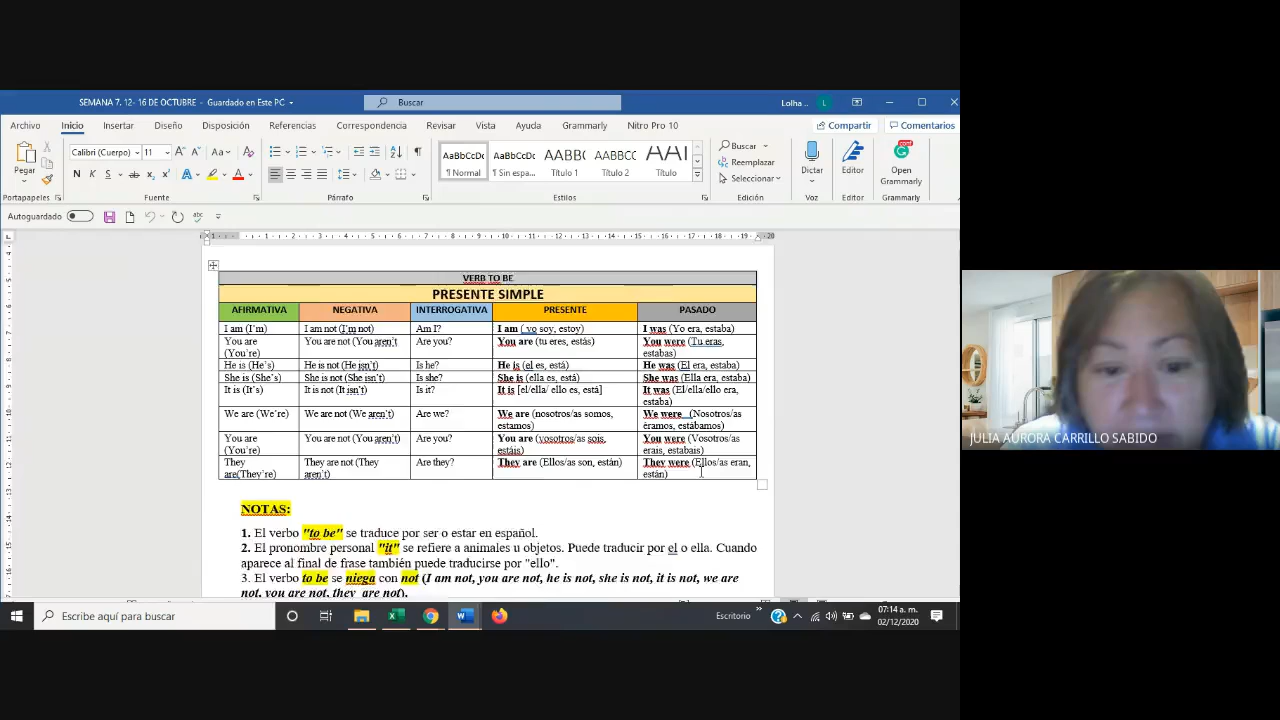 SEMANA 7. 12- 16 DE OCTUBRE - Guardado en Este PC
Buscar
Lolha ..
L
Archivo Inicio Insertar Diseño Disposición Referencias Correspondencia Revisar Vista Ayuda Grammarly Nitro Pro 10
Compartir Comentarios
Pegar
Calibri (Cuerpo) 11
N K S ab
AaBbCcDc AaBbCcDc AABBC AABBCC AAI
¶ Normal ¶ Sin espa... Título 1 Título 2 Título
Buscar
Reemplazar
Seleccionar
Dictar
Editor
Open Grammarly
Portapapeles Fuente Párrafo Estilos Edición Voz Editor Grammarly
Autoguardado
VERB TO BE
PRESENTE SIMPLE
AFIRMATIVA NEGATIVA INTERROGATIVA PRESENTE PASADO
I am (I'm) I am not (I'm not) Am I? I am ( yo soy, estoy) I was (Yo era, estaba)
You are (You're) You are not (You aren't Are you? You are (tu eres, estás) You were (Tu eras, estabas)
He is (He's) He is not (He isn't) Is he? He is (el es, está) He was (El era, estaba)
She is (She's) She is not (She isn't) Is she? She is (ella es, está) She was (Ella era, estaba)
It is (It's) It is not (It isn't) Is it? It is [el/ella/ ello es, está] It was (El/ella/ello era, estaba)
We are (We're) We are not (We aren't) Are we? We are (nosotros/as somos, estamos) We were (Nosotros/as éramos, estábamos)
You are (You're) You are not (You aren't) Are you? You are (vosotros/as sois, estáis) You were (Vosotros/as erais, estabais)
They are(They're) They are not (They aren't) Are they? They are (Ellos/as son, están) They were (Ellos/as eran, están)
NOTAS:
1. El verbo "to be" se traduce por ser o estar en español.
2. El pronombre personal "it" se refiere a animales u objetos. Puede traducir por el o ella. Cuando
aparece al final de frase también puede traducirse por "ello".
3. El verbo to be se niega con not (I am not, you are not, he is not, she is not, it is not, we are
not, you are not, they are not).
JULIA AURORA CARRILLO SABIDO
Escribe aquí para buscar
Escritorio
07:14 a. m.
02/12/2020